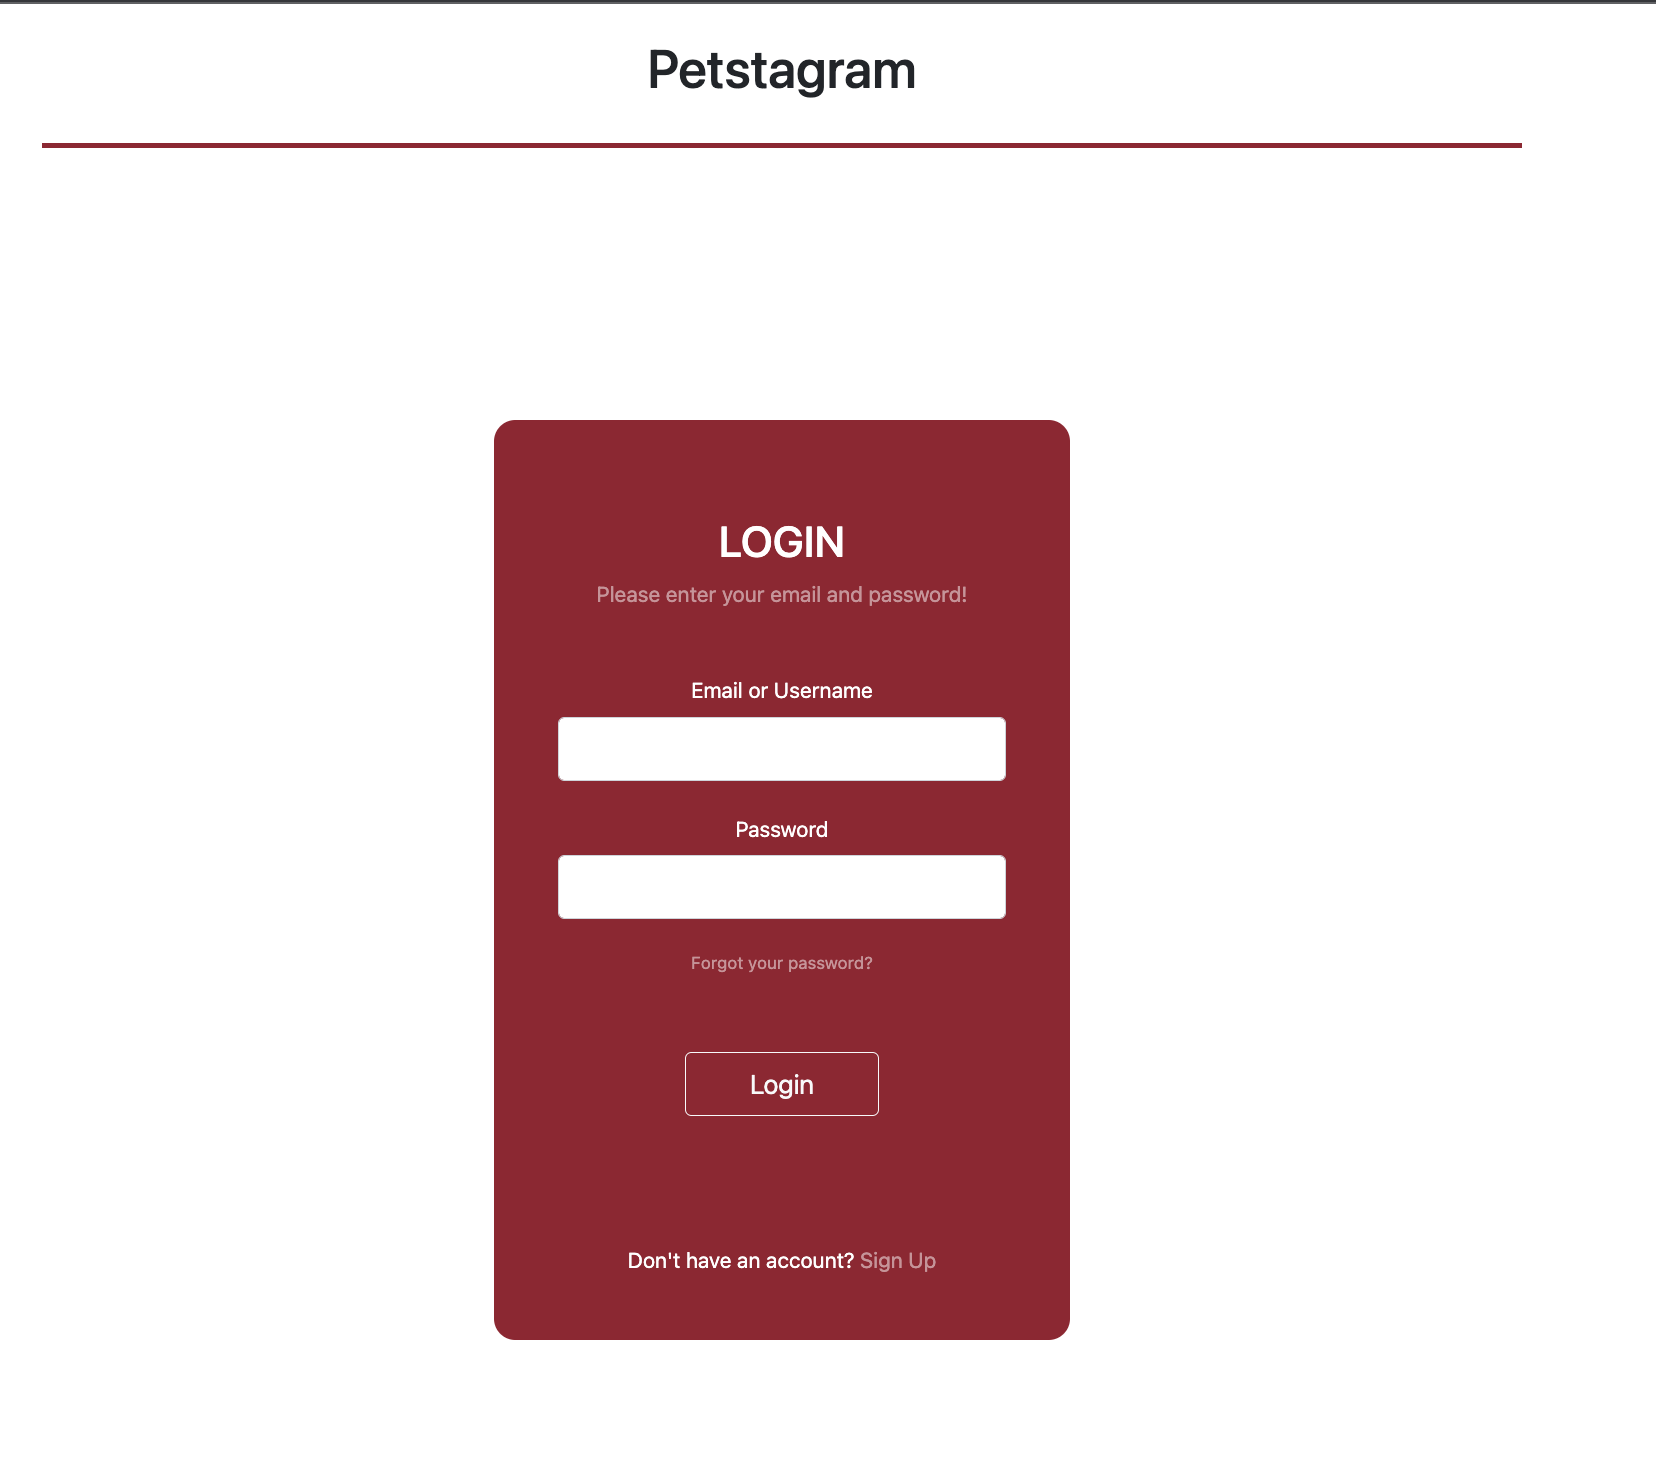 Petstagram
LOGIN
Please enter your email and password!
Email or Username
Password
Forgot your password?
Login
Don't have an account? Sign Up